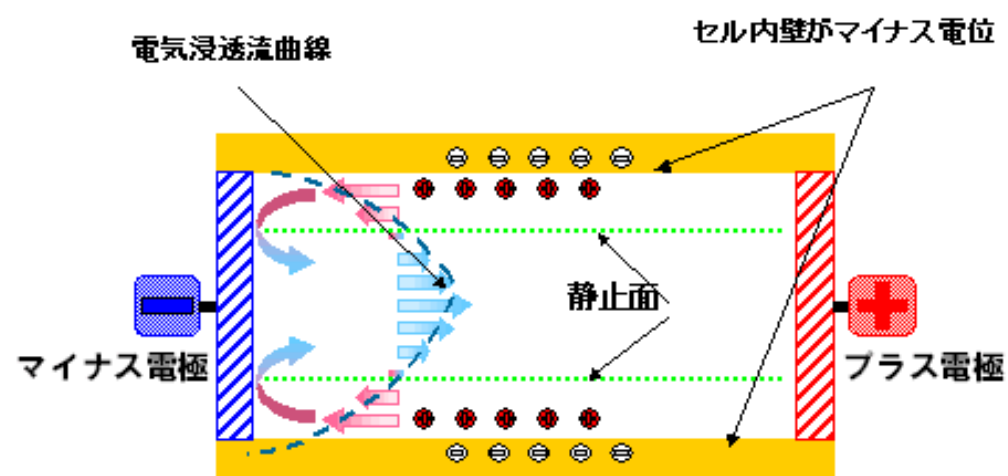 セル内壁がマイナス電位
電気浸透流曲線
静止面
マイナス電極
プラス電極